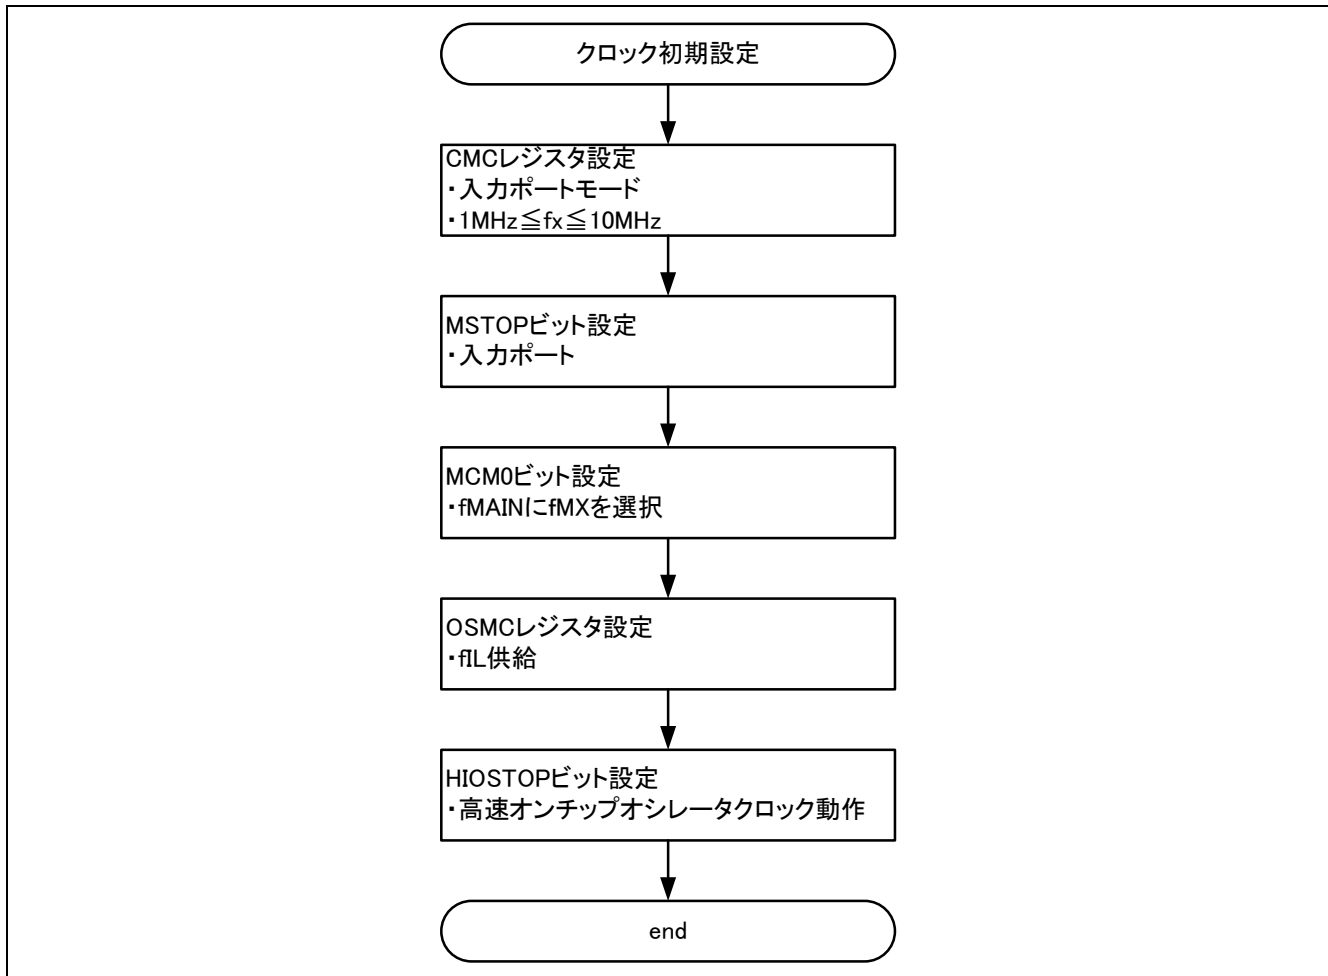 クロック初期設定
CMCレジスタ設定
・入力ポートモード
・1MHz≦fx≦10MHz
MSTOPビット設定
・入力ポート
MCM0ビット設定
・fMAINにfMXを選択
OSMCレジスタ設定
・fIL供給
HIOSTOPビット設定
・高速オンチップオシレータクロック動作
end